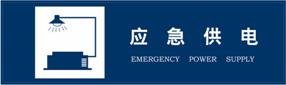 应急供电
EMERGENCY POWER SUPPLY